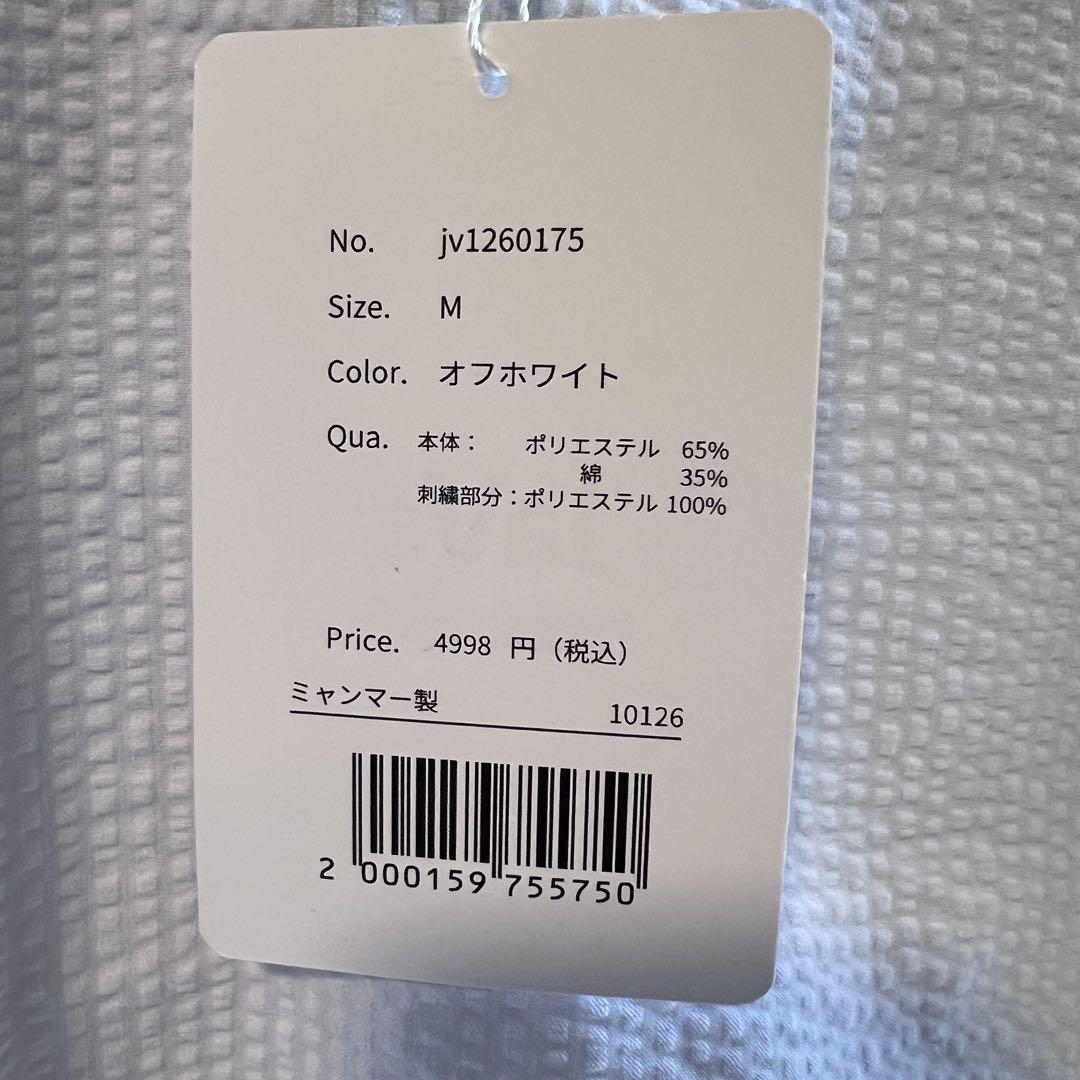 No. jv1260175
Size. M
Color. オフホワイト
Qua. 本体： ポリエステル 65%
綿 35%
刺繍部分：ポリエステル 100%
Price. 4998 円（税込）
ミャンマー製 10126
2 000159 755750